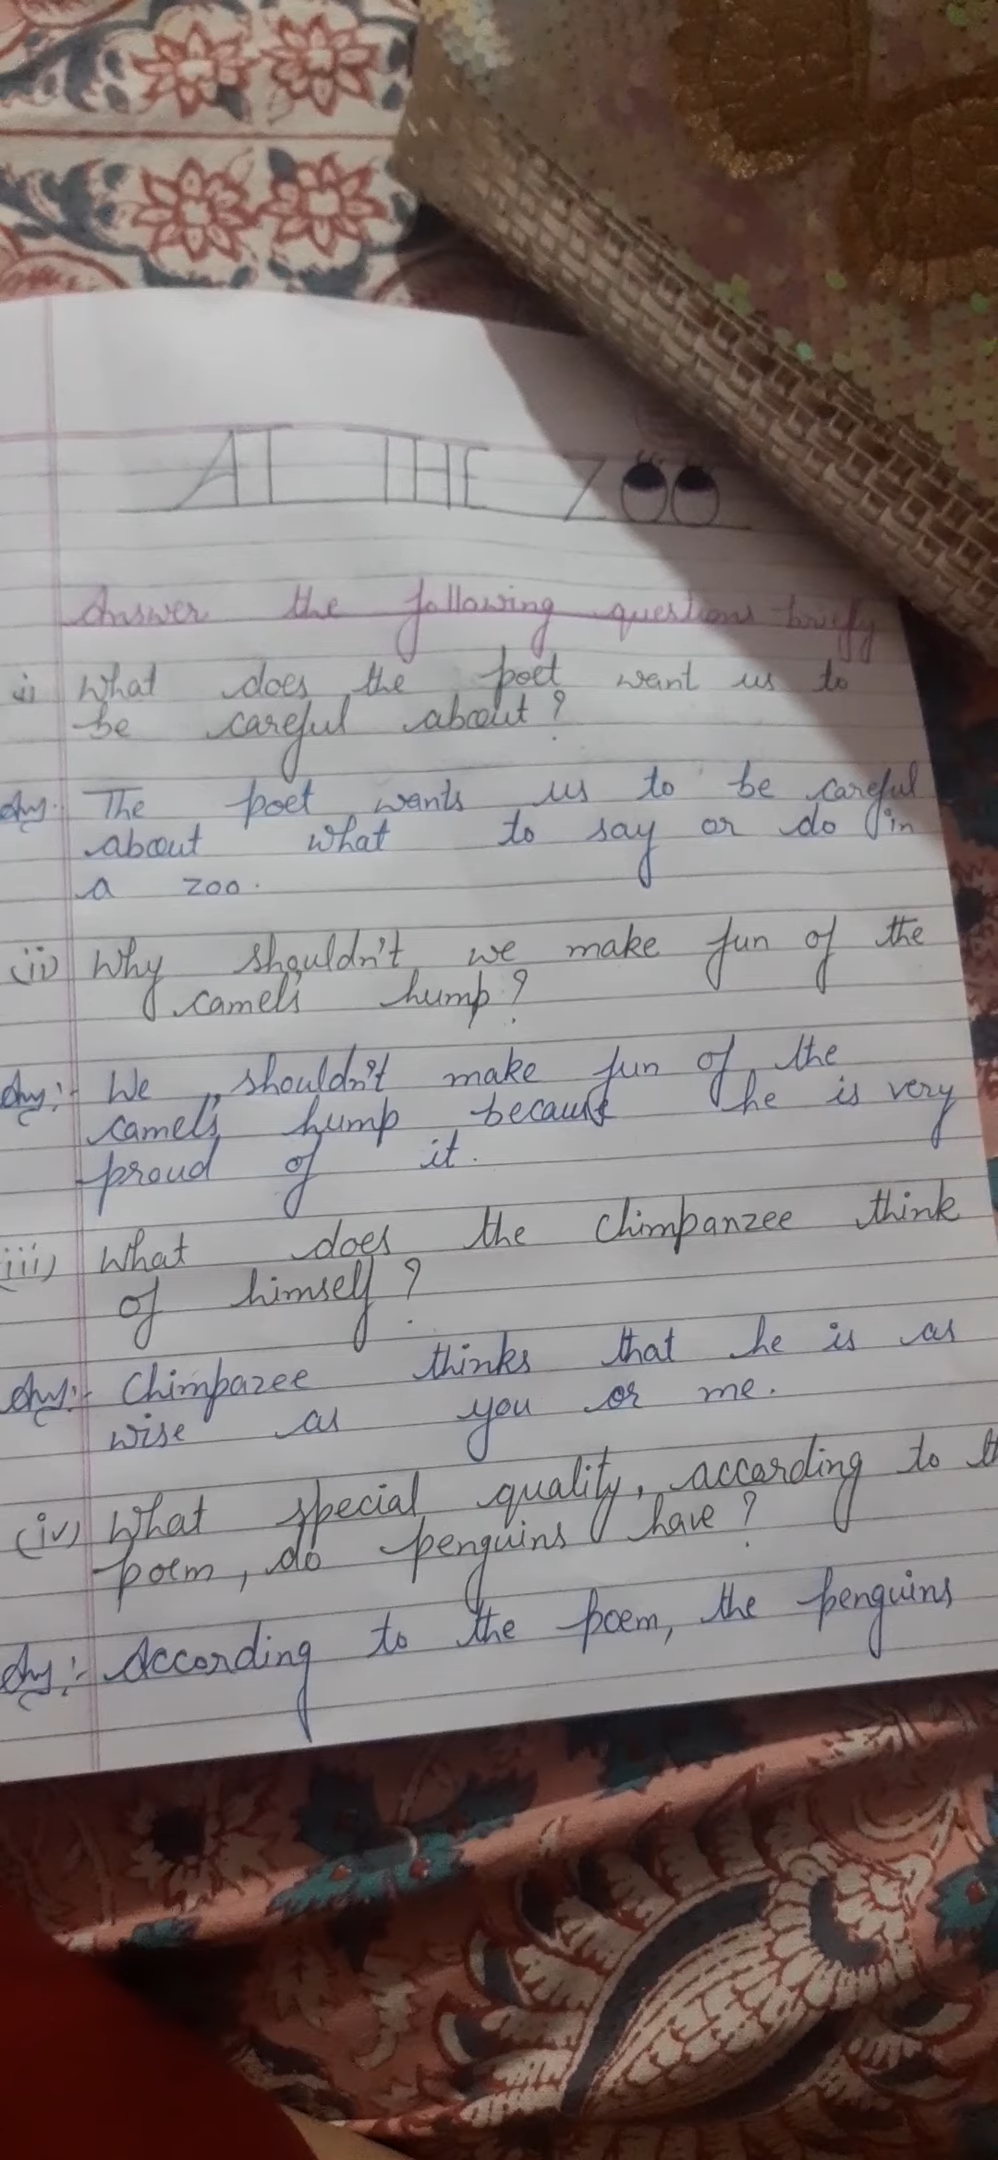 AT THE ZOO
Answer the following questions briefly
i) What does the poet want us to
be careful about?
Ans:- The poet wants us to be careful
about what to say or do in
a zoo.
(ii) Why shouldn't we make fun of the
camel's hump?
Ans:- We shouldn't make fun of the
camel's hump because he is very
proud of it.
(iii) What does the Chimpanzee think
of himself?
Ans:- Chimpazee thinks that he is as
wise as you or me.
(iv) What special quality, according to th
poem, do penguins have?
Ans:- According to the poem, the penguins